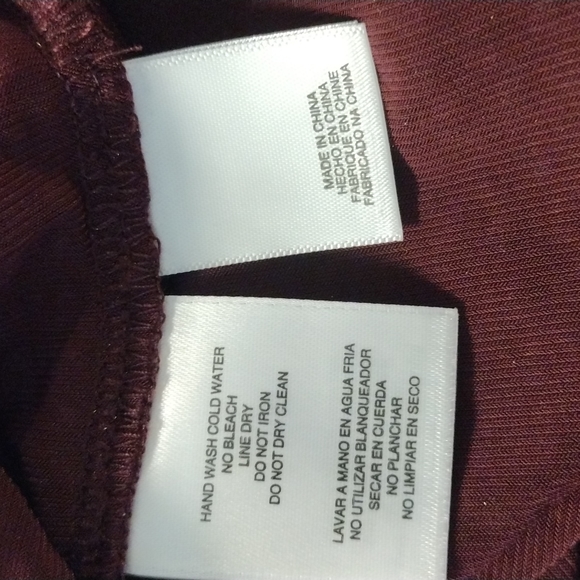 MADE IN CHINA
HECHO EN CHINA
FABRIQUE EN CHINE
FABRICADO NA CHINA
HAND WASH COLD WATER
NO BLEACH
LINE DRY
DO NOT IRON
DO NOT DRY CLEAN
LAVAR A MANO EN AGUA FRIA
NO UTILIZAR BLANQUEADOR
SECAR EN CUERDA
NO PLANCHAR
NO LIMPIAR EN SECO